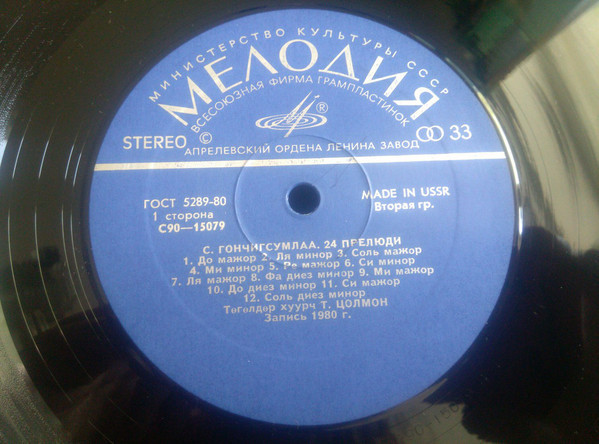 МИНИСТЕРСТВО КУЛЬТУРЫ СССР
МЕЛОДИЯ
ВСЕСОЮЗНАЯ ФИРМА ГРАМПЛАСТИНОК
STEREO © ® 33
АПРЕЛЕВСКИЙ ОРДЕНА ЛЕНИНА ЗАВОД
ГОСТ 5289-80
1 сторона
С90—15079
MADE IN USSR
Вторая гр.
С. ГОНЧИГСУМЛАА. 24 ПРЕЛЮДИ
1. До мажор 2. Ля минор 3. Соль мажор
4. Ми минор 5. Ре мажор 6. Си минор
7. Ля мажор 8. Фа диез минор 9. Ми мажор
10. До диез минор 11. Си мажор
12. Соль диез минор
Төгөлдөр хуурч Т. ЦОЛМОН
Запись 1980 г.